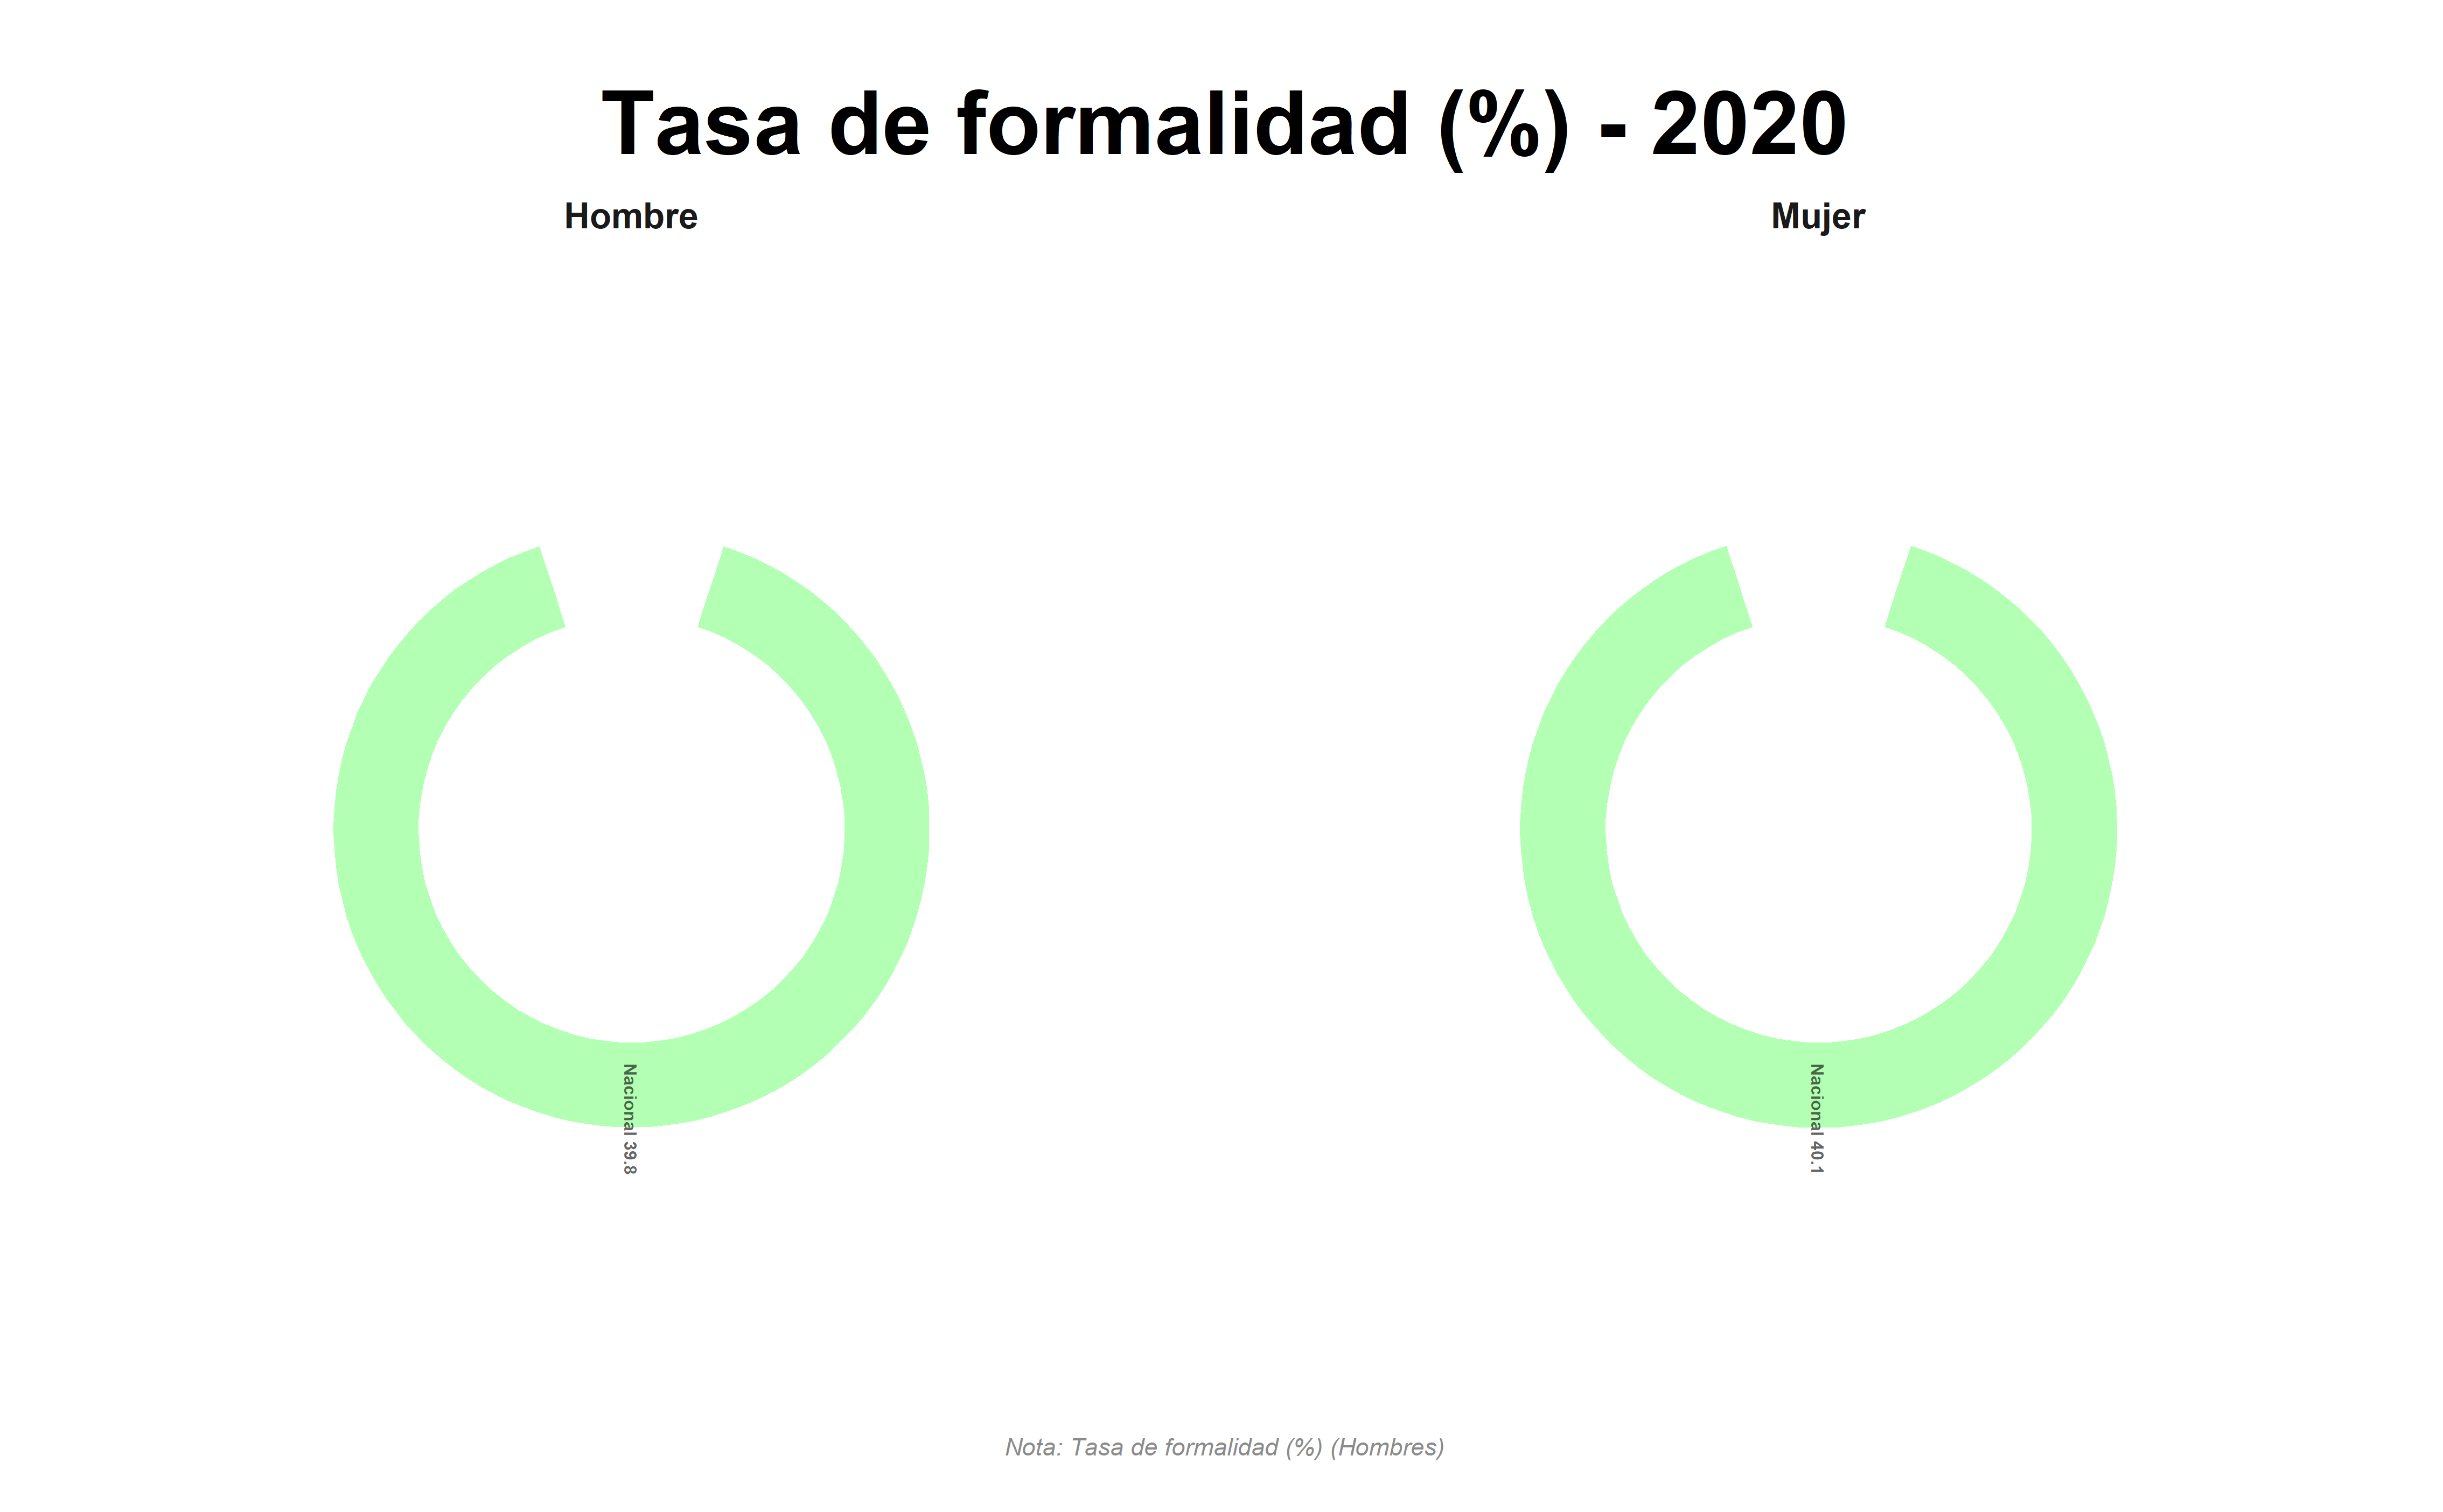 Tasa de formalidad (%) - 2020
Hombre
Mujer
Nacional 39.8
Nacional 40.1
Nota: Tasa de formalidad (%) (Hombres)